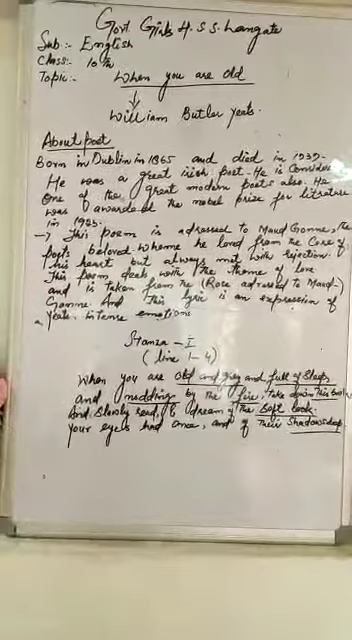 Govt Girls H.S.S. Langate
Sub:- English
Class:- 10th
Topic:- When you are old
William Butler Yeats.
About poet
Born in Dublin in 1865 and died in 1939.
He was a great irish poet. He is Consider
One of the great modern poets also. He
was awarded the nobel prize for litrature
in 1923.
→ This poem is adressed to Maud Gonne, the
poet's beloved whome he loved from the Core of
his heart but always met with rejection.
This poem deals with the theme of love
and is taken from the (Rose adressed to Maud-
Gonne. And This lyric is an expression of
Yeats. intense emotions
Stanza - I
( line 1-4)
When you are old and grey and full of sleep,
and nodding by the fire, take down this book
And slowly read, & dream of the soft look.
Your eyes had once, and of their Shadows deep